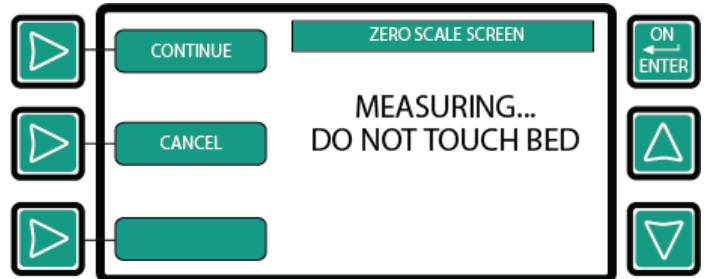 CONTINUE
ZERO SCALE SCREEN
ON
ENTER
MEASURING...
DO NOT TOUCH BED
CANCEL